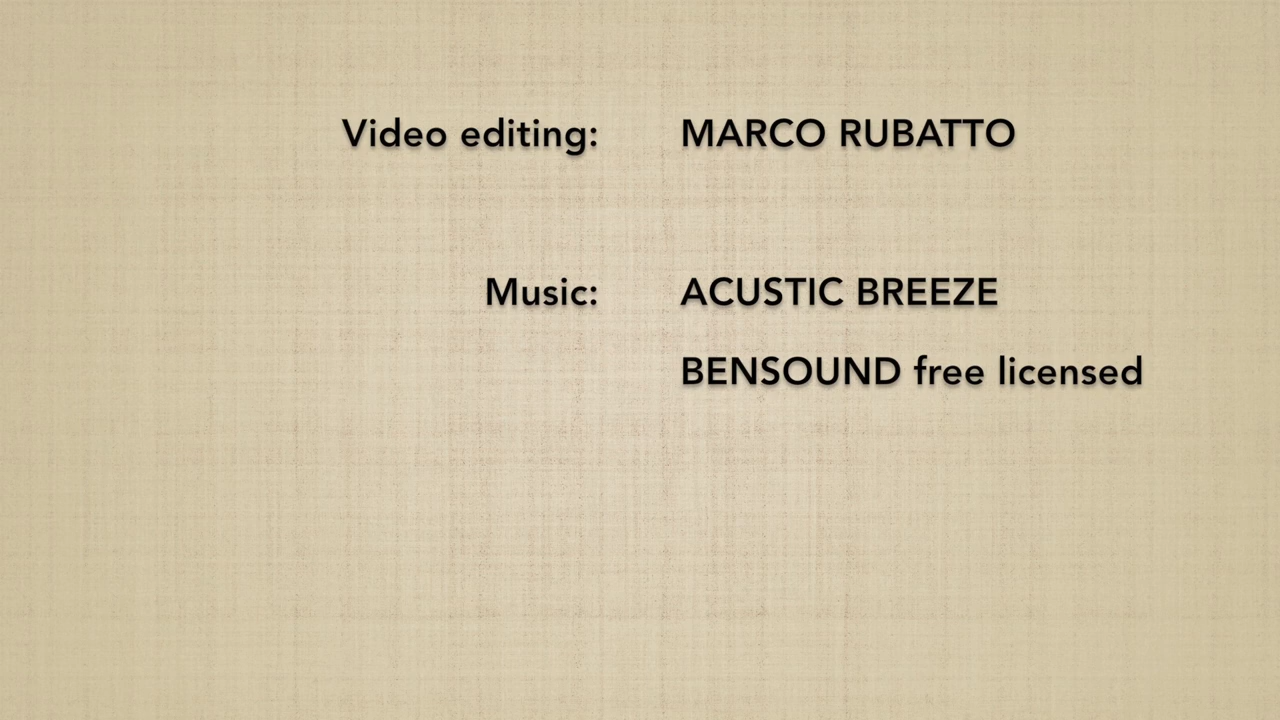 Video editing: MARCO RUBATTO
Music: ACUSTIC BREEZE
BENSOUND free licensed